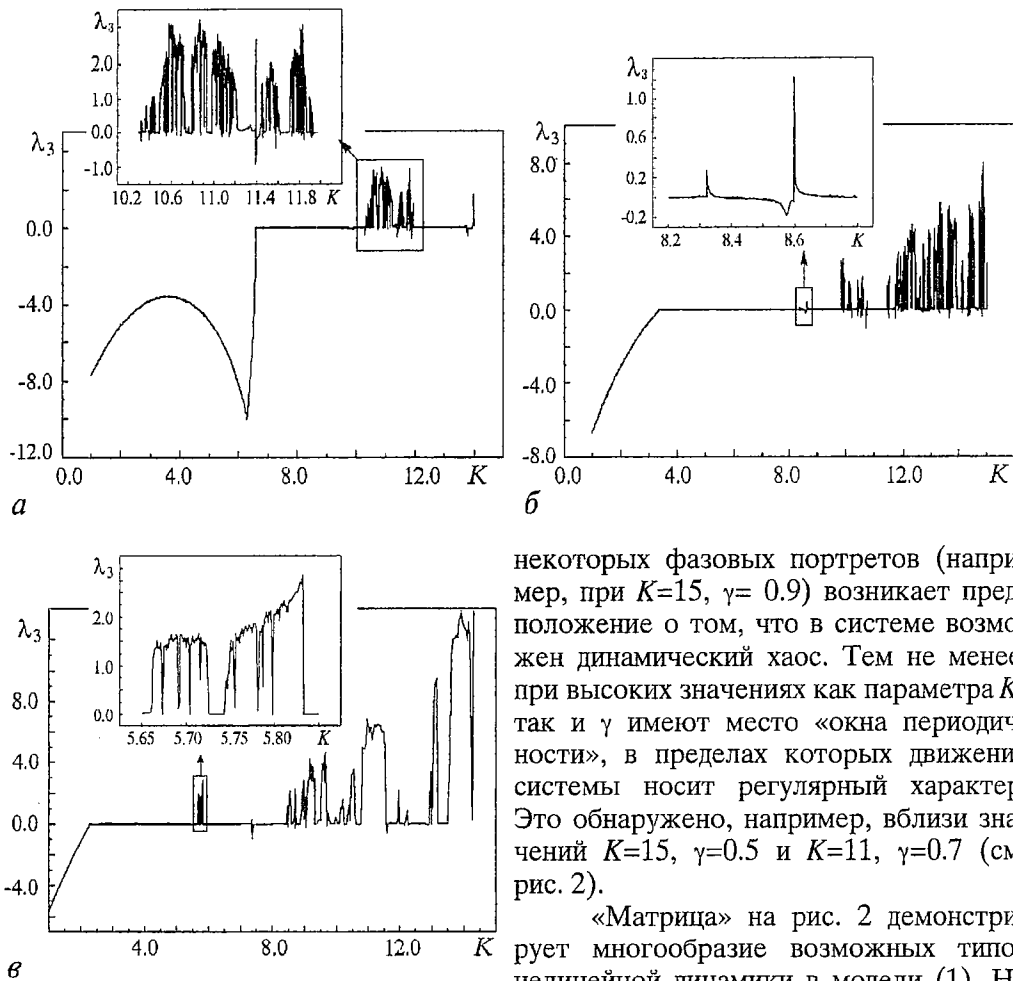 λ₃
2.0
1.0
0.0
-1.0
10.2 10.6 11.0 11.4 11.8 K
λ₃
0.0
-4.0
-8.0
-12.0
0.0 4.0 8.0 12.0 K
а
λ₃
1.0
0.6
0.2
-0.2
8.2 8.4 8.6 K
λ₃
8.0
4.0
0.0
-4.0
-8.0
0.0 4.0 8.0 12.0 K
б
λ₃
2.0
1.0
0.0
5.65 5.70 5.75 5.80 K
λ₃
8.0
4.0
0.0
-4.0
4.0 8.0 12.0 K
в
некоторых фазовых портретов (напри
мер, при K=15, γ= 0.9) возникает пред
положение о том, что в системе возмо
жен динамический хаос. Тем не менее
при высоких значениях как параметра K
так и γ имеют место «окна периодич
ности», в пределах которых движени
системы носит регулярный характер
Это обнаружено, например, вблизи зна
чений K=15, γ=0.5 и K=11, γ=0.7 (см
рис. 2).
«Матрица» на рис. 2 демонстри
рует многообразие возможных типо
нелинейной динамики в модели (1). Н